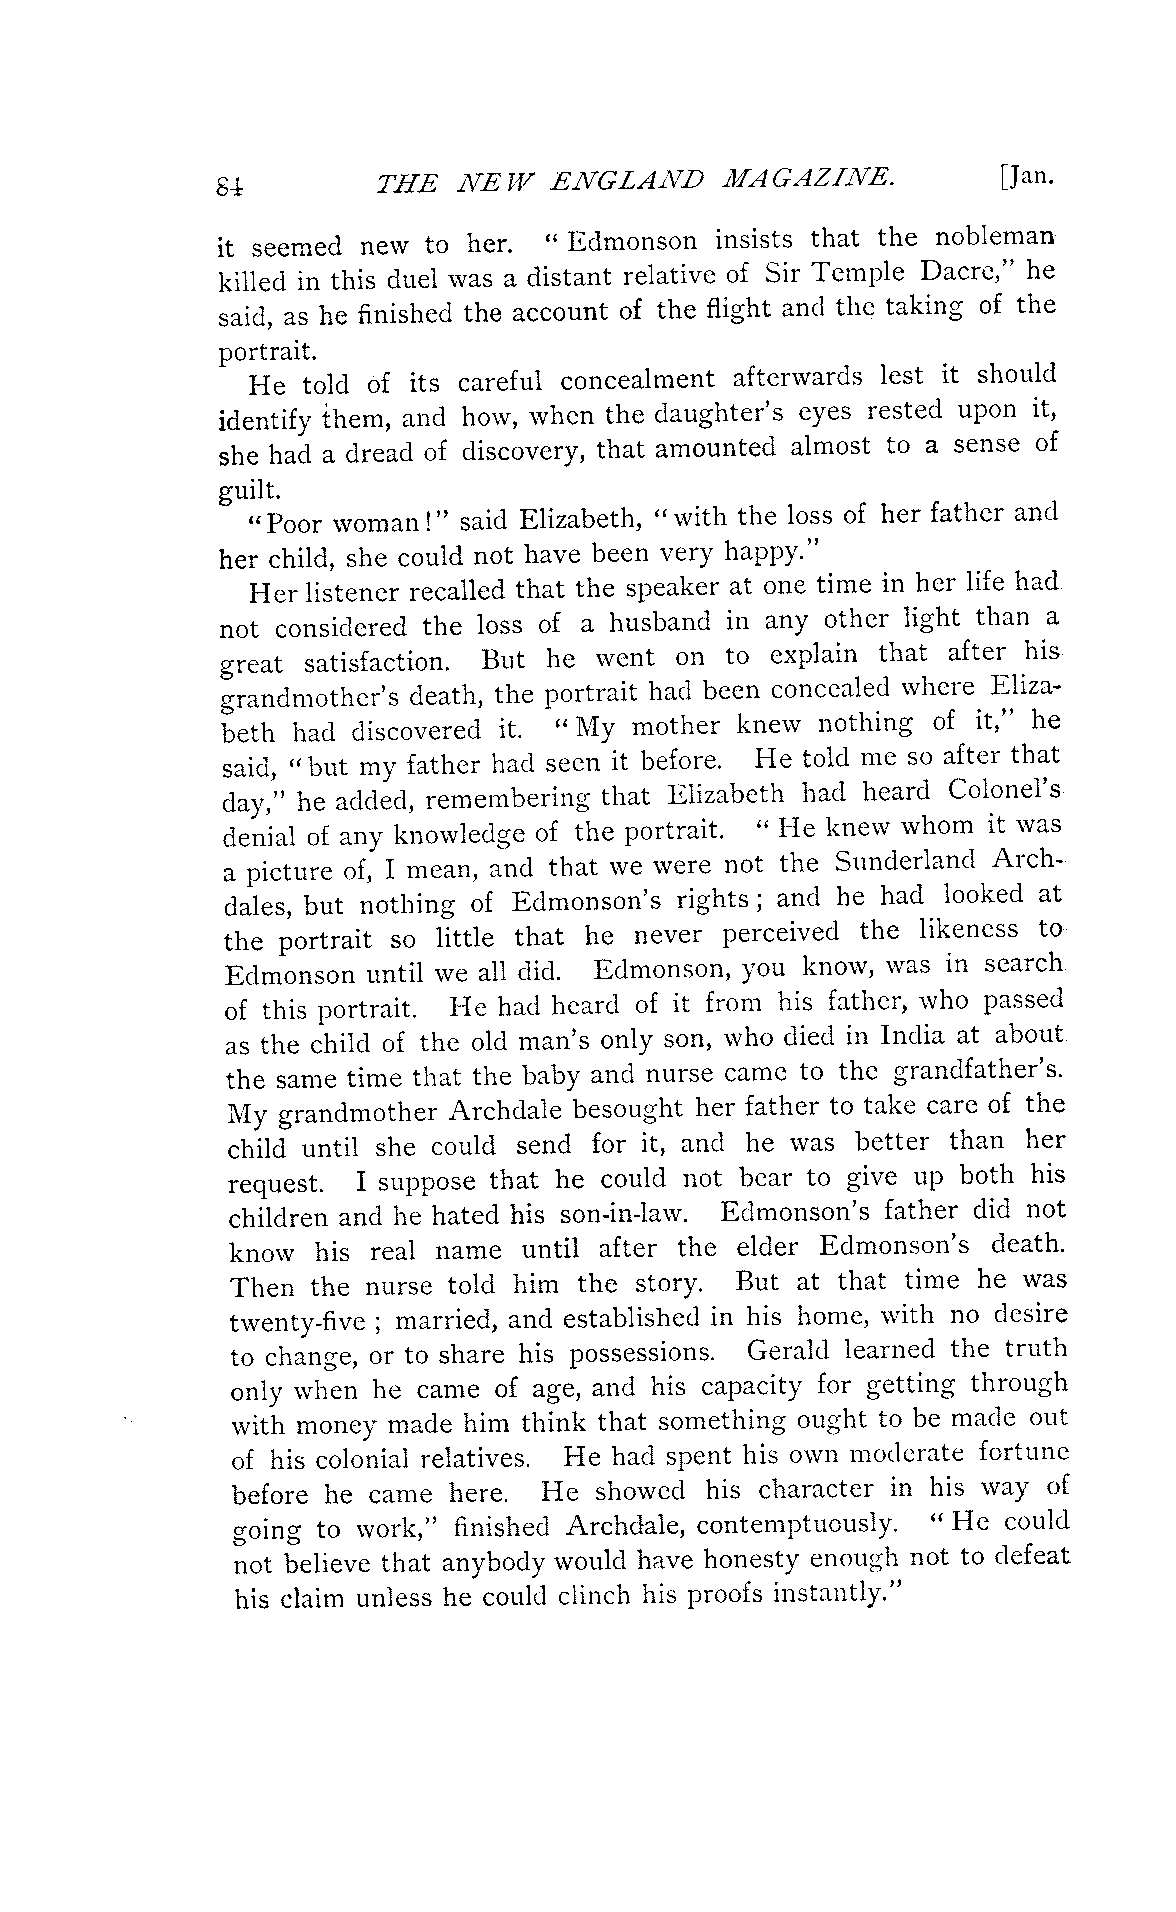 84 THE NEW ENGLAND MAGAZINE. [Jan.
it seemed new to her. “Edmonson insists that the nobleman
killed in this duel was a distant relative of Sir Temple Dacre,” he
said, as he finished the account of the flight and the taking of the
portrait.
He told of its careful concealment afterwards lest it should
identify them, and how, when the daughter's eyes rested upon it,
she had a dread of discovery, that amounted almost to a sense of
guilt.
“Poor woman!” said Elizabeth, “with the loss of her father and
her child, she could not have been very happy.”
Her listener recalled that the speaker at one time in her life had
not considered the loss of a husband in any other light than a
great satisfaction. But he went on to explain that after his
grandmother's death, the portrait had been concealed where Eliza-
beth had discovered it. “My mother knew nothing of it,” he
said, “but my father had seen it before. He told me so after that
day,” he added, remembering that Elizabeth had heard Colonel's
denial of any knowledge of the portrait. “He knew whom it was
a picture of, I mean, and that we were not the Sunderland Arch-
dales, but nothing of Edmonson's rights; and he had looked at
the portrait so little that he never perceived the likeness to
Edmonson until we all did. Edmonson, you know, was in search
of this portrait. He had heard of it from his father, who passed
as the child of the old man's only son, who died in India at about
the same time that the baby and nurse came to the grandfather's.
My grandmother Archdale besought her father to take care of the
child until she could send for it, and he was better than her
request. I suppose that he could not bear to give up both his
children and he hated his son-in-law. Edmonson's father did not
know his real name until after the elder Edmonson's death.
Then the nurse told him the story. But at that time he was
twenty-five; married, and established in his home, with no desire
to change, or to share his possessions. Gerald learned the truth
only when he came of age, and his capacity for getting through
with money made him think that something ought to be made out
of his colonial relatives. He had spent his own moderate fortune
before he came here. He showed his character in his way of
going to work,” finished Archdale, contemptuously. “He could
not believe that anybody would have honesty enough not to defeat
his claim unless he could clinch his proofs instantly.”